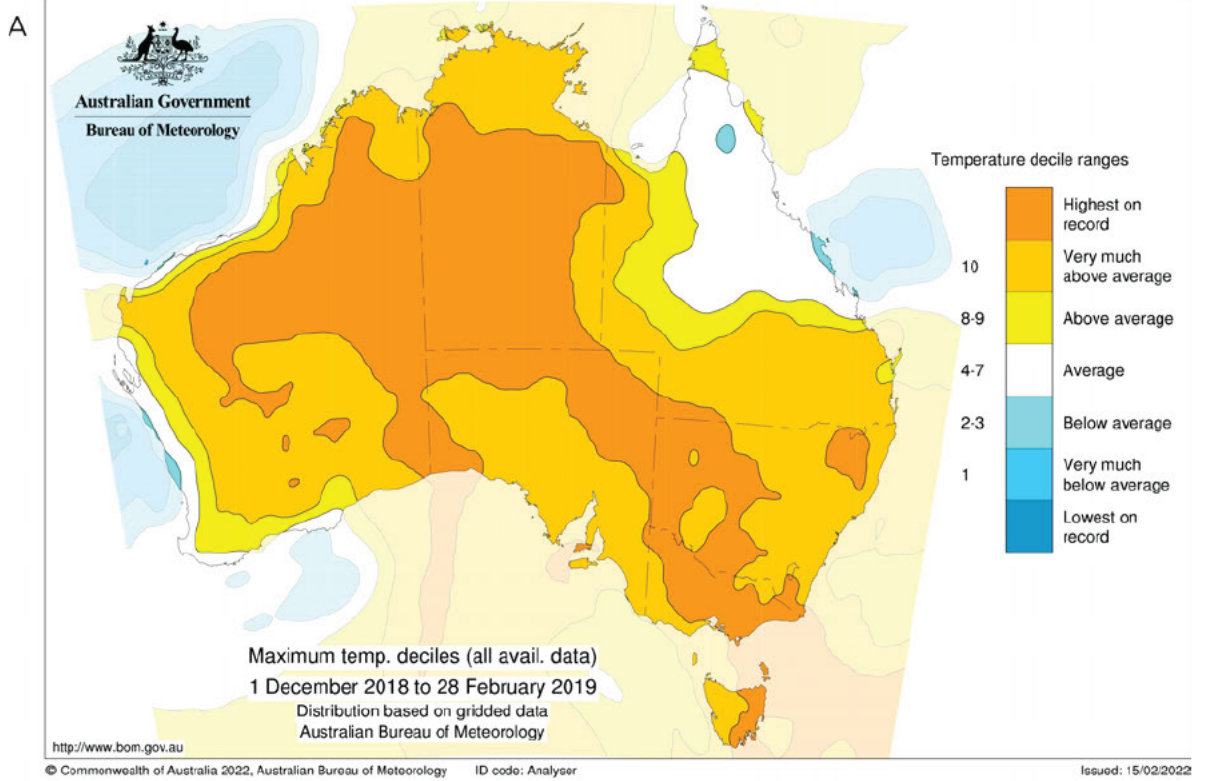 A
Australian Government
Bureau of Meteorology
Temperature decile ranges
Highest on
record
10
Very much
above average
8-9
Above average
4-7
Average
2-3
Below average
1
Very much
below average
Lowest on
record
Maximum temp. deciles (all avail. data)
1 December 2018 to 28 February 2019
Distribution based on gridded data
Australian Bureau of Meteorology
http://www.bom.gov.au
© Commonwealth of Australia 2022, Australian Bureau of Meteorology ID code: Analyser Issued: 15/02/2022